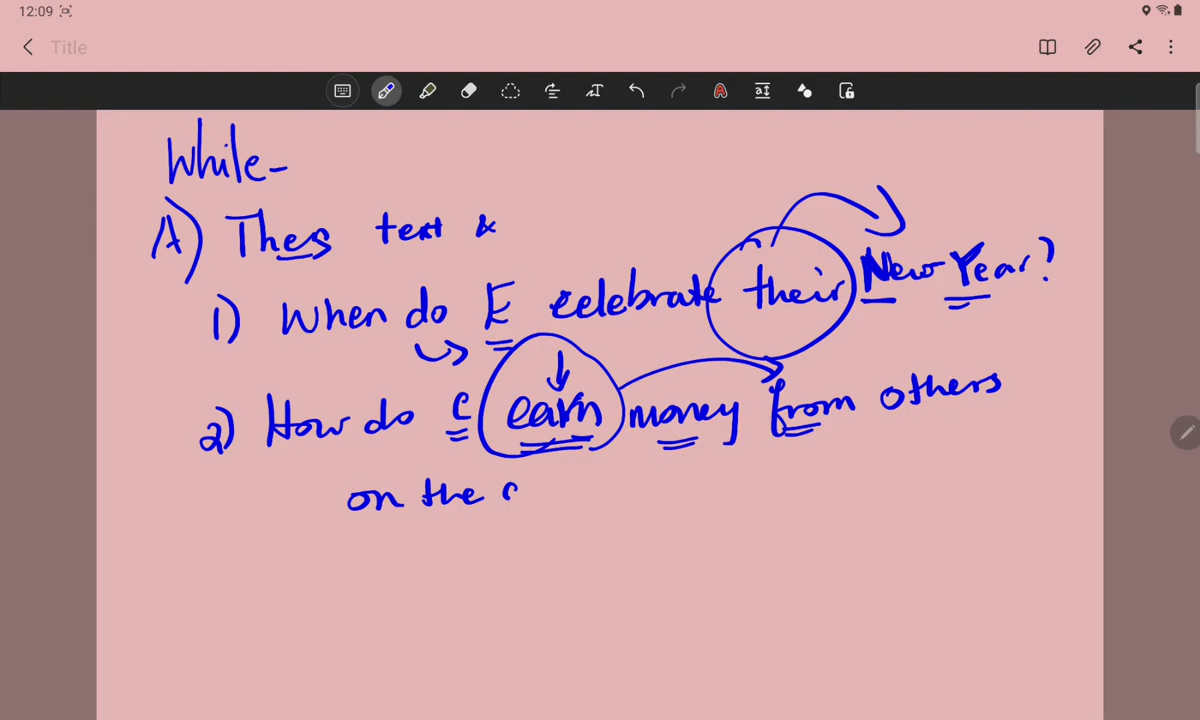 12:09
Title
While-
A) Thes text &
1) When do E celebrate their New Year?
2) How do C earn money from others
on the